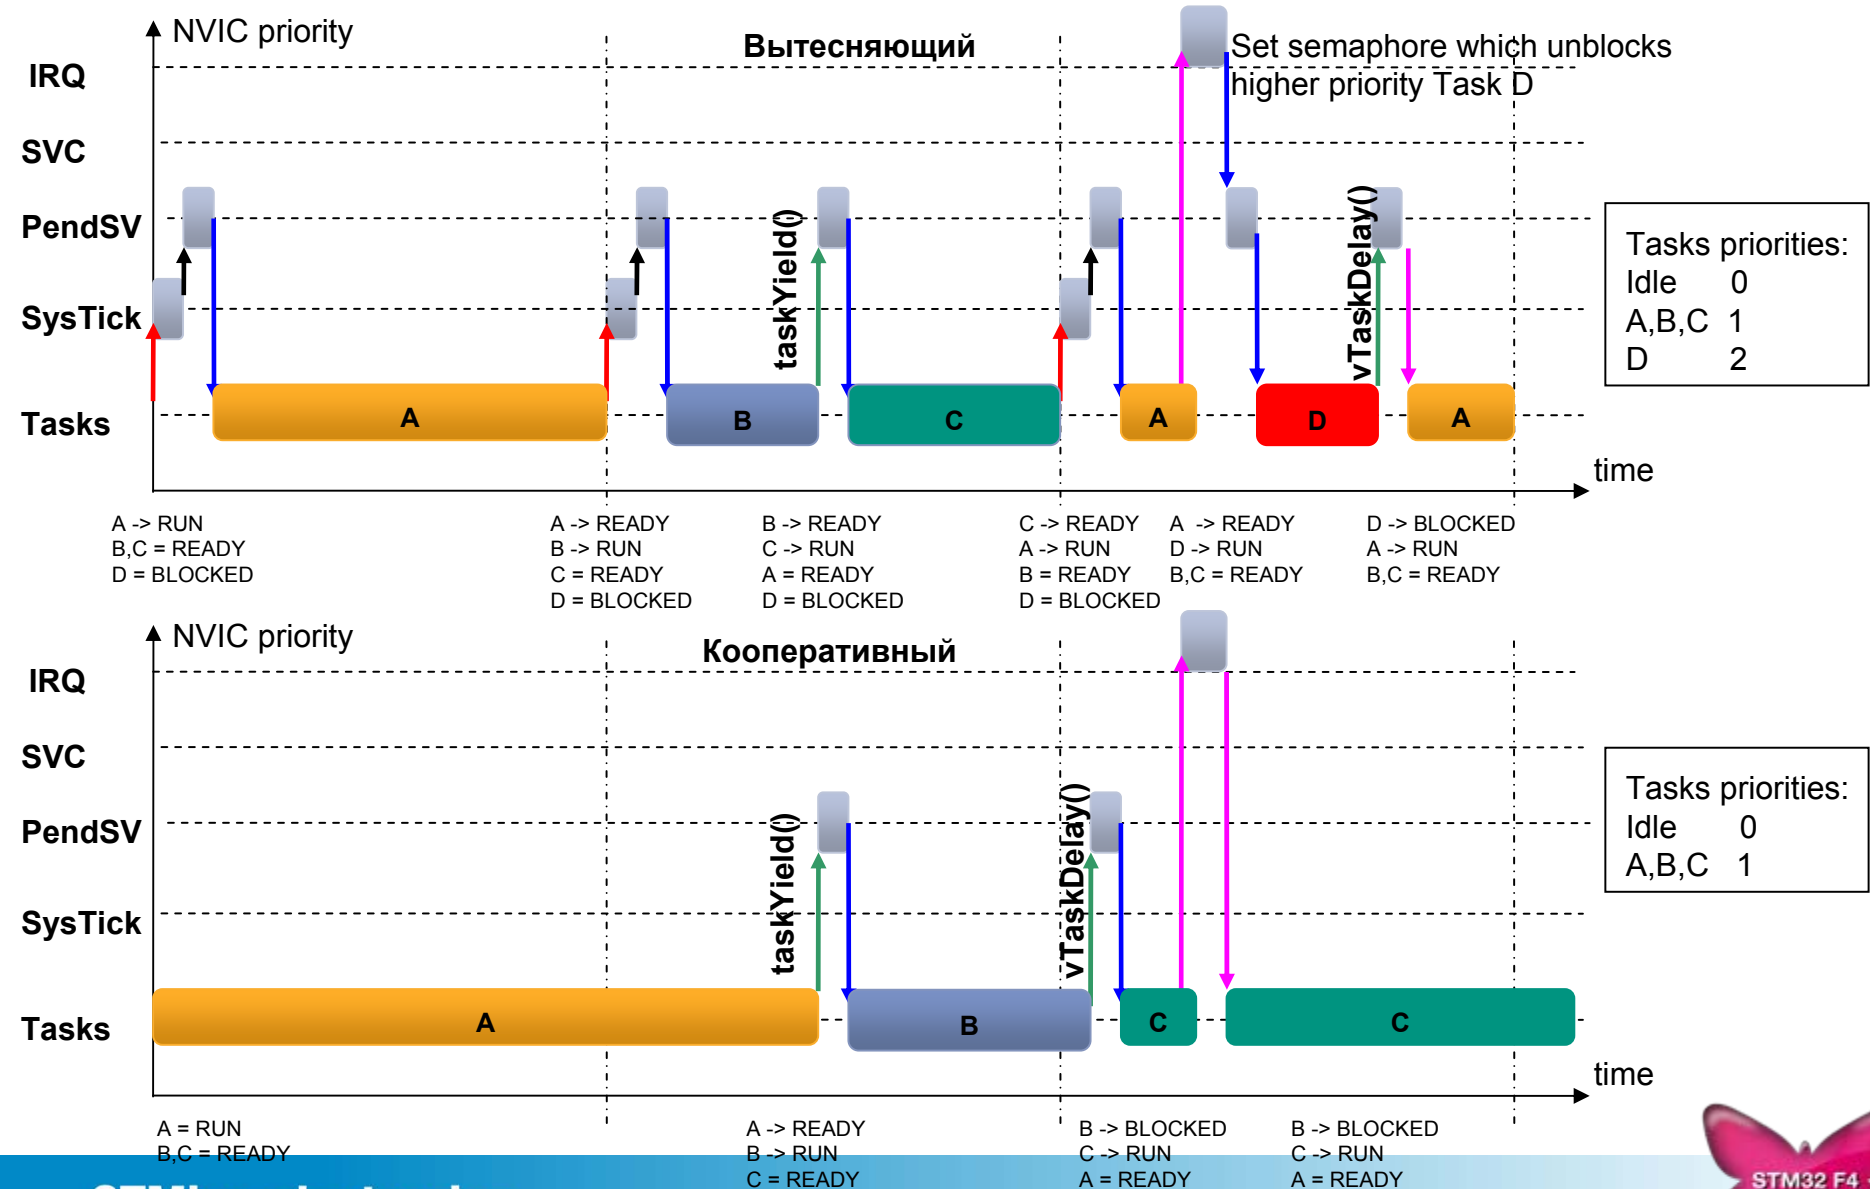 NVIC priority
Вытесняющий
Set semaphore which unblocks
higher priority Task D
IRQ
SVC
PendSV
SysTick
Tasks
taskYield()
vTaskDelay()
A
B
C
A
D
A
time
Tasks priorities:
Idle 0
A,B,C 1
D 2
A -> RUN
B,C = READY
D = BLOCKED
A -> READY
B -> RUN
C = READY
D = BLOCKED
B -> READY
C -> RUN
A = READY
D = BLOCKED
C -> READY
A -> RUN
B = READY
D = BLOCKED
A -> READY
D -> RUN
B,C = READY
D -> BLOCKED
A -> RUN
B,C = READY
NVIC priority
Кооперативный
IRQ
SVC
PendSV
SysTick
Tasks
taskYield()
vTaskDelay()
A
B
C
C
time
Tasks priorities:
Idle 0
A,B,C 1
A = RUN
B,C = READY
A -> READY
B -> RUN
C = READY
B -> BLOCKED
C -> RUN
A = READY
B -> BLOCKED
C -> RUN
A = READY
STM32 F4